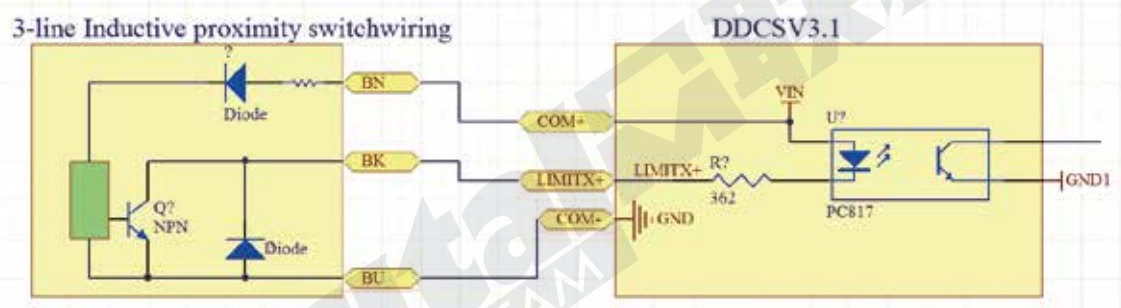 3-line Inductive proximity switchwiring
DDCSV3.1
?
Diode
BN
COM+
VIN
U?
BK
LIMITX+
LIMITX+
R?
362
PC817
GND1
Q?
NPN
Diode
COM-
GND
BU